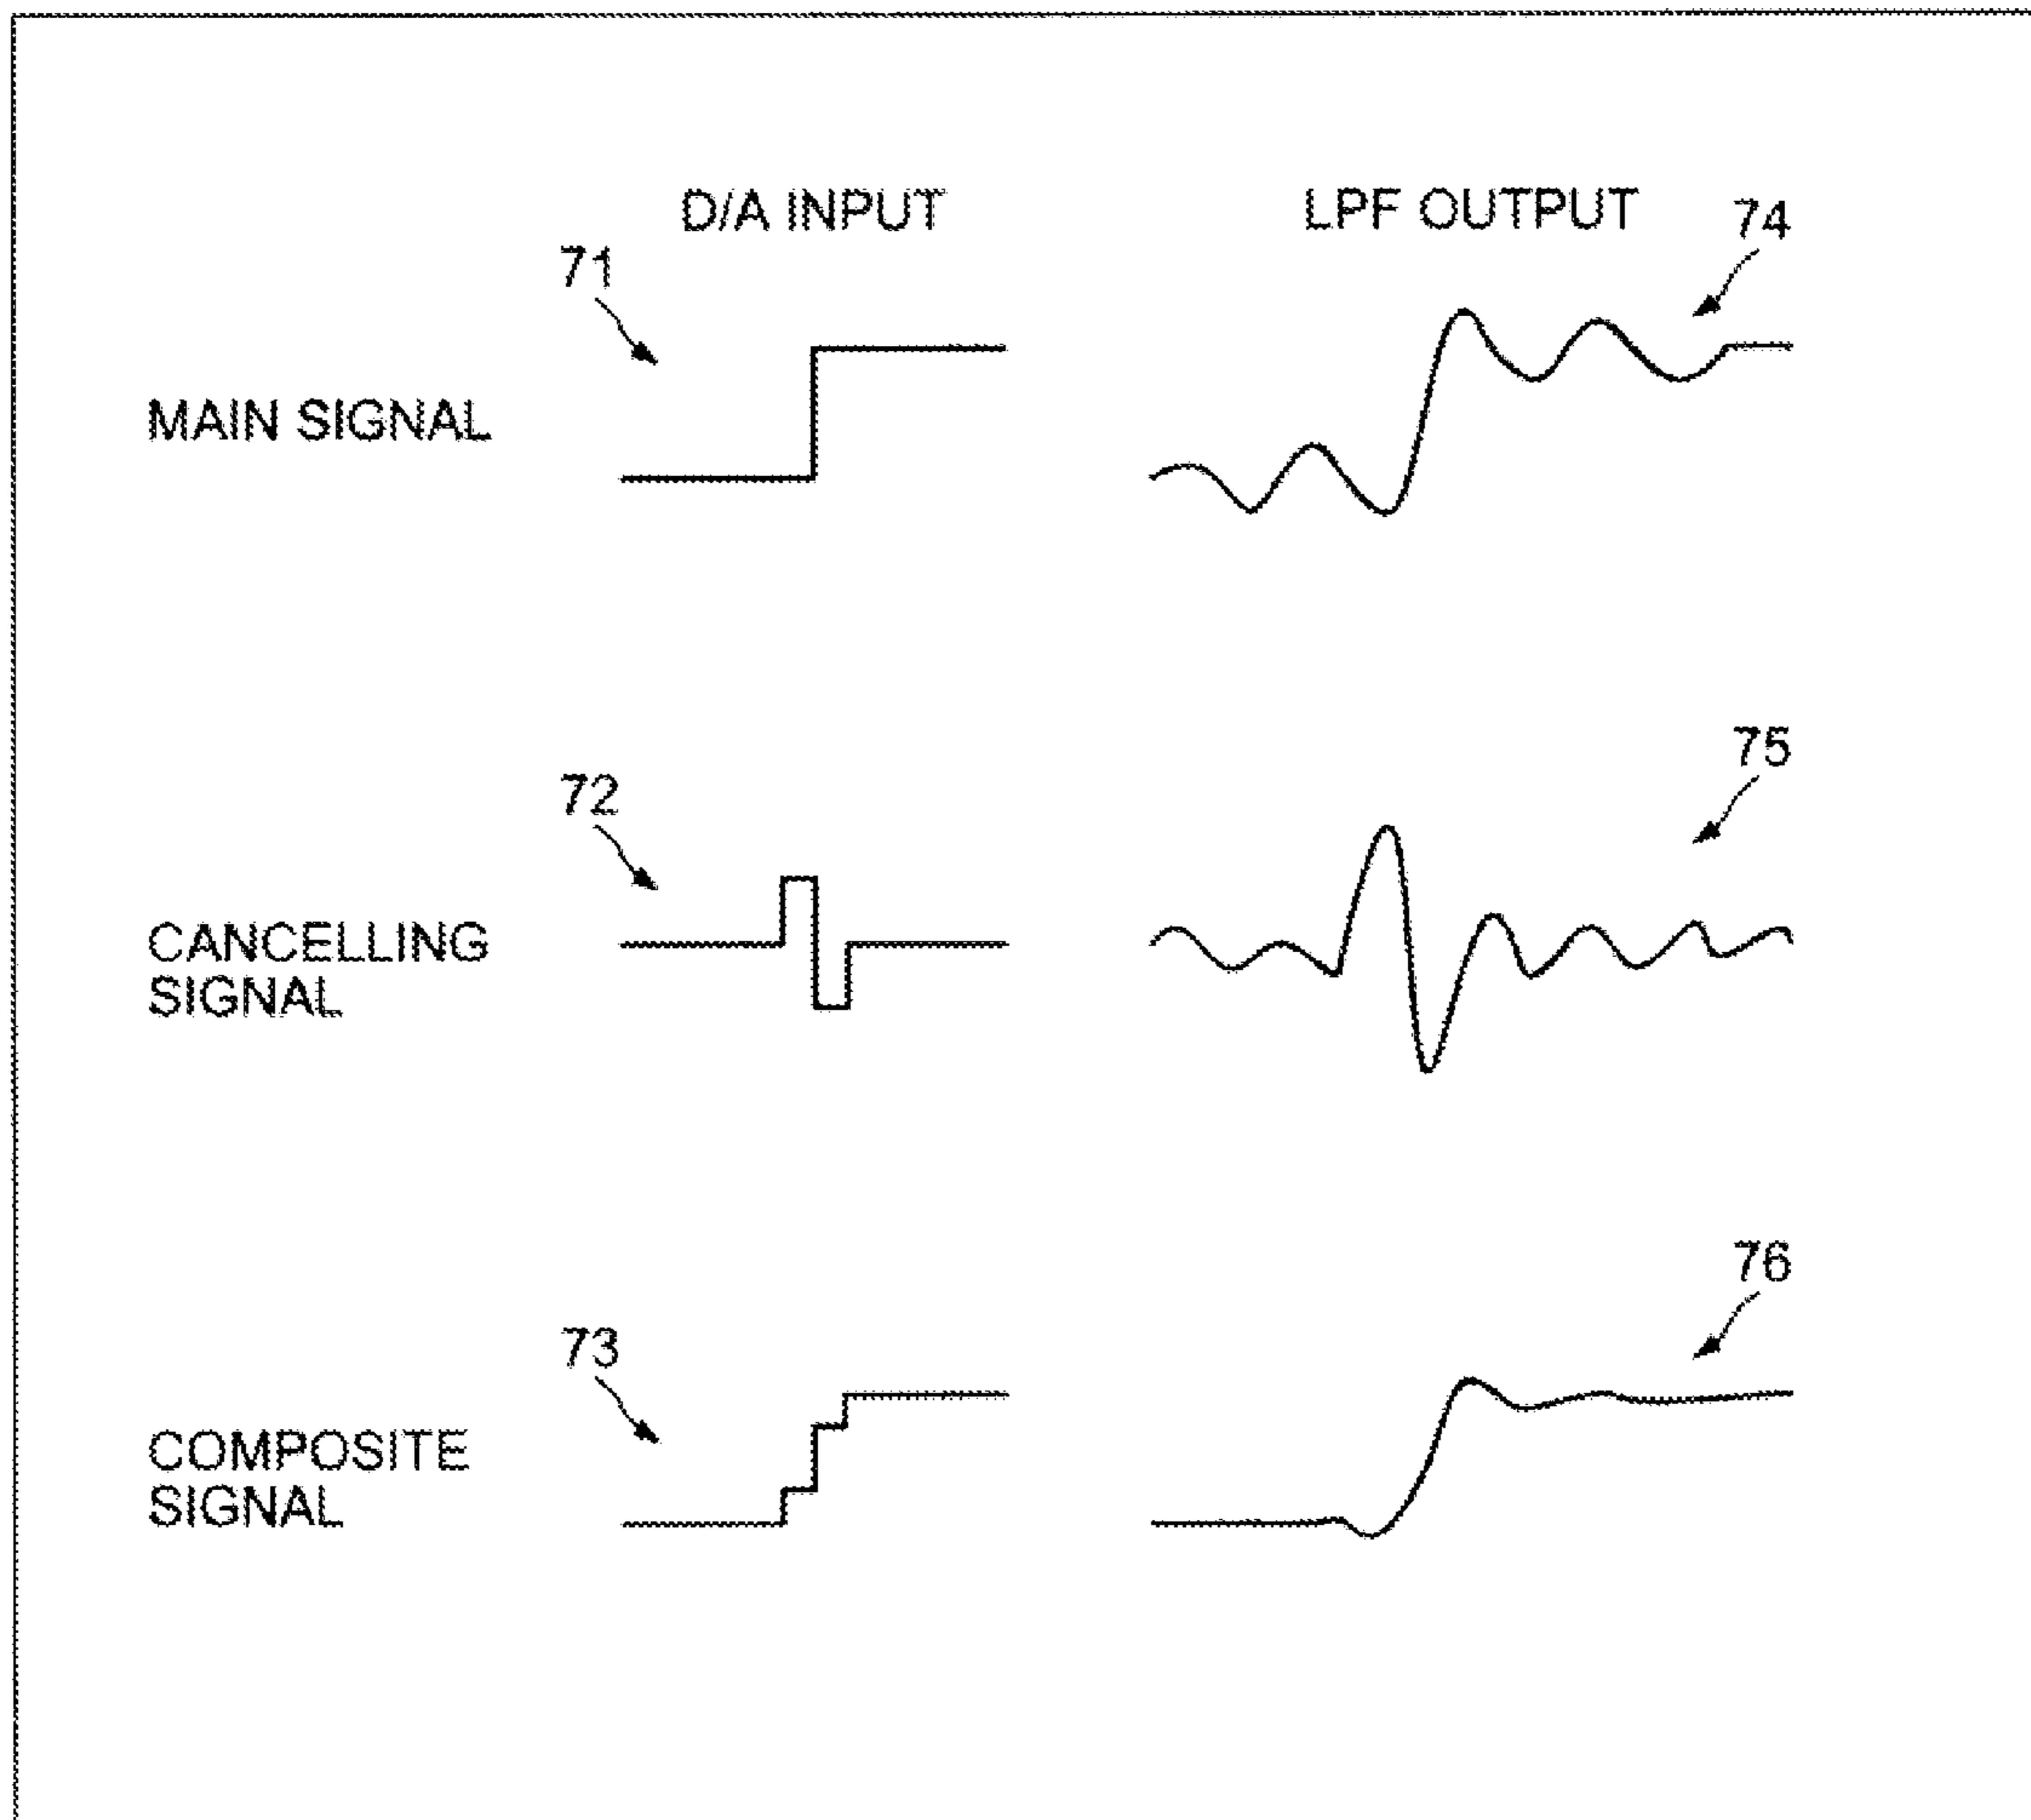 D/A INPUT
LPF OUTPUT
71
74
MAIN SIGNAL
72
75
CANCELLING
SIGNAL
73
76
COMPOSITE
SIGNAL